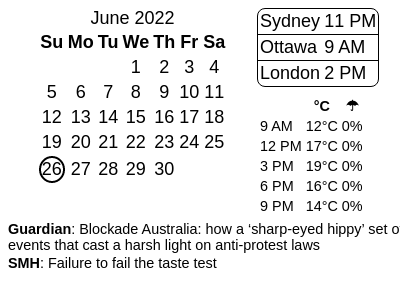 June 2022
Su Mo Tu We Th Fr Sa
1 2 3 4
5 6 7 8 9 10 11
12 13 14 15 16 17 18
19 20 21 22 23 24 25
26 27 28 29 30
Sydney 11 PM
Ottawa 9 AM
London 2 PM
°C ☂
9 AM 12°C 0%
12 PM 17°C 0%
3 PM 19°C 0%
6 PM 16°C 0%
9 PM 14°C 0%
Guardian: Blockade Australia: how a ‘sharp-eyed hippy’ set o
events that cast a harsh light on anti-protest laws
SMH: Failure to fail the taste test